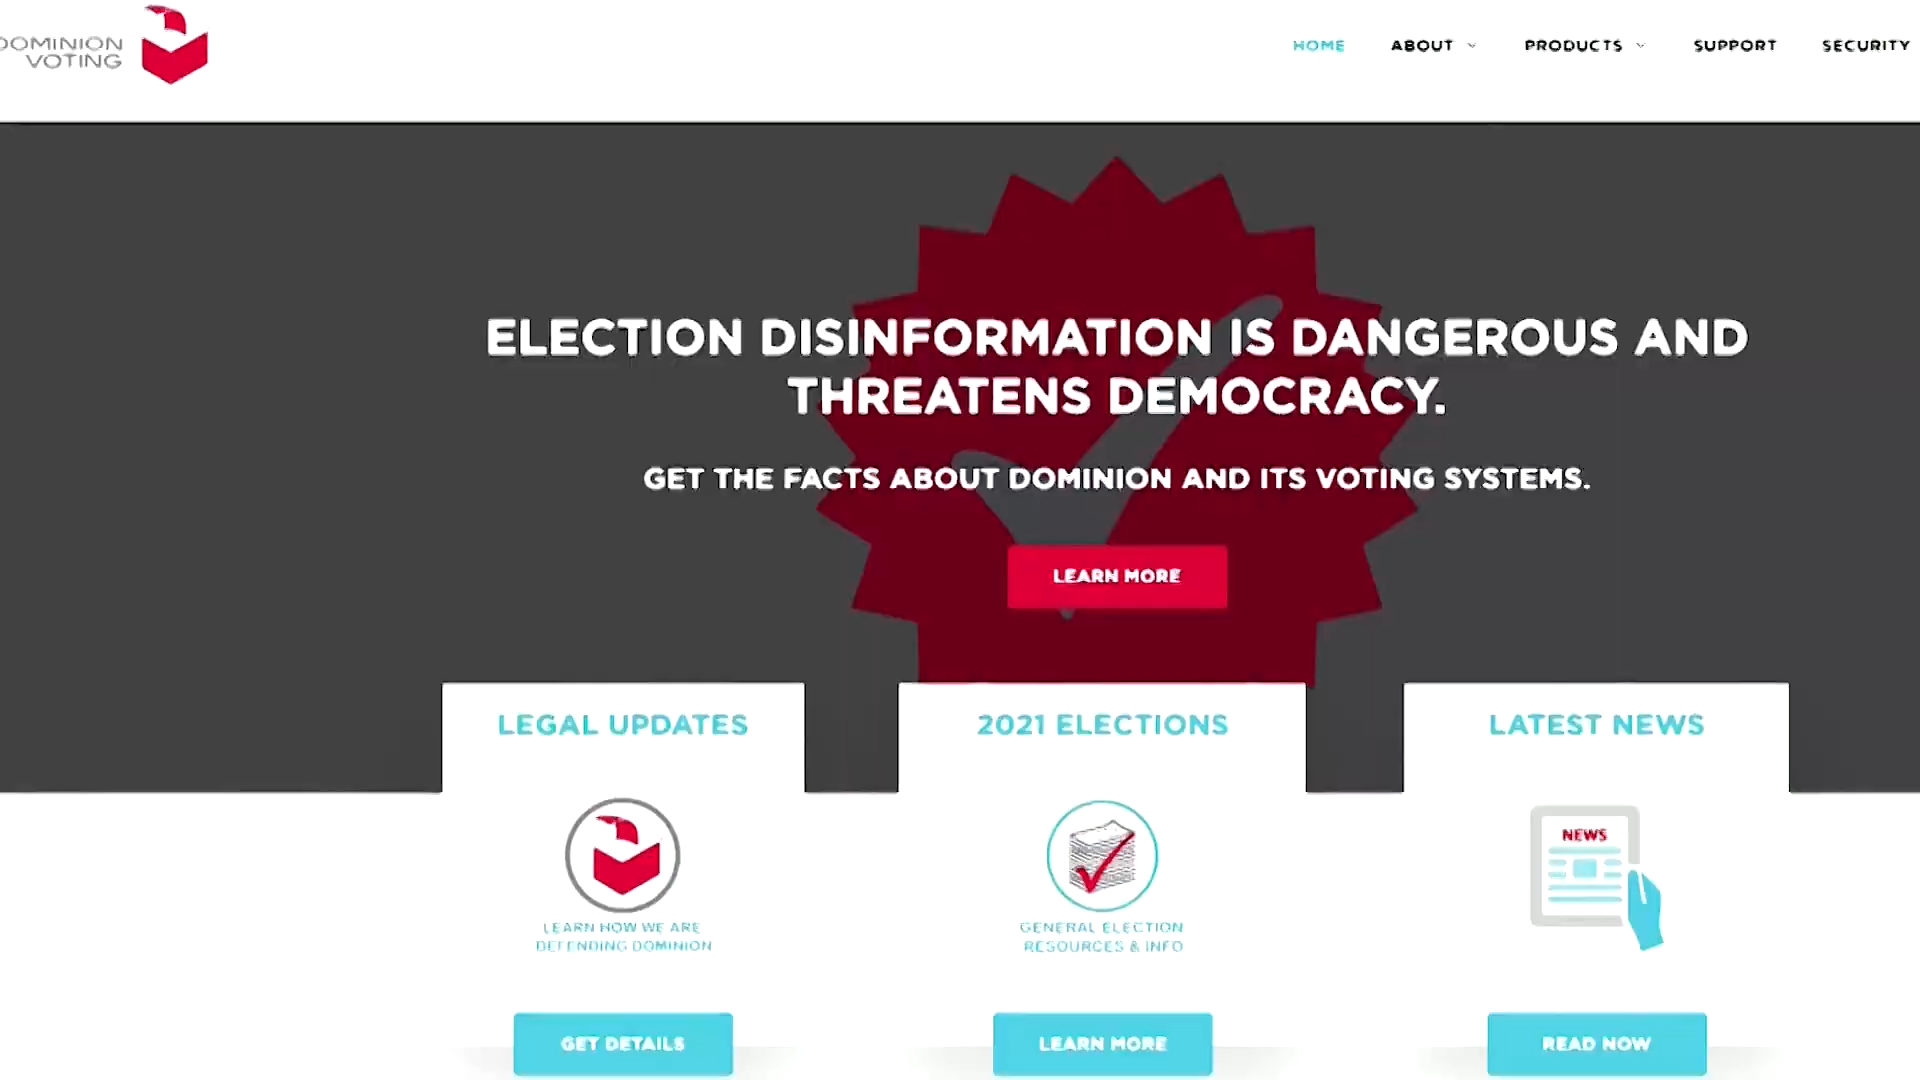 DOMINION
VOTING
HOME ABOUT PRODUCTS SUPPORT SECURITY
ELECTION DISINFORMATION IS DANGEROUS AND
THREATENS DEMOCRACY.
GET THE FACTS ABOUT DOMINION AND ITS VOTING SYSTEMS.
LEARN MORE
LEGAL UPDATES
LEARN HOW WE ARE
DEFENDING DOMINION
GET DETAILS
2021 ELECTIONS
GENERAL ELECTION
RESOURCES & INFO
LEARN MORE
LATEST NEWS
NEWS
READ NOW